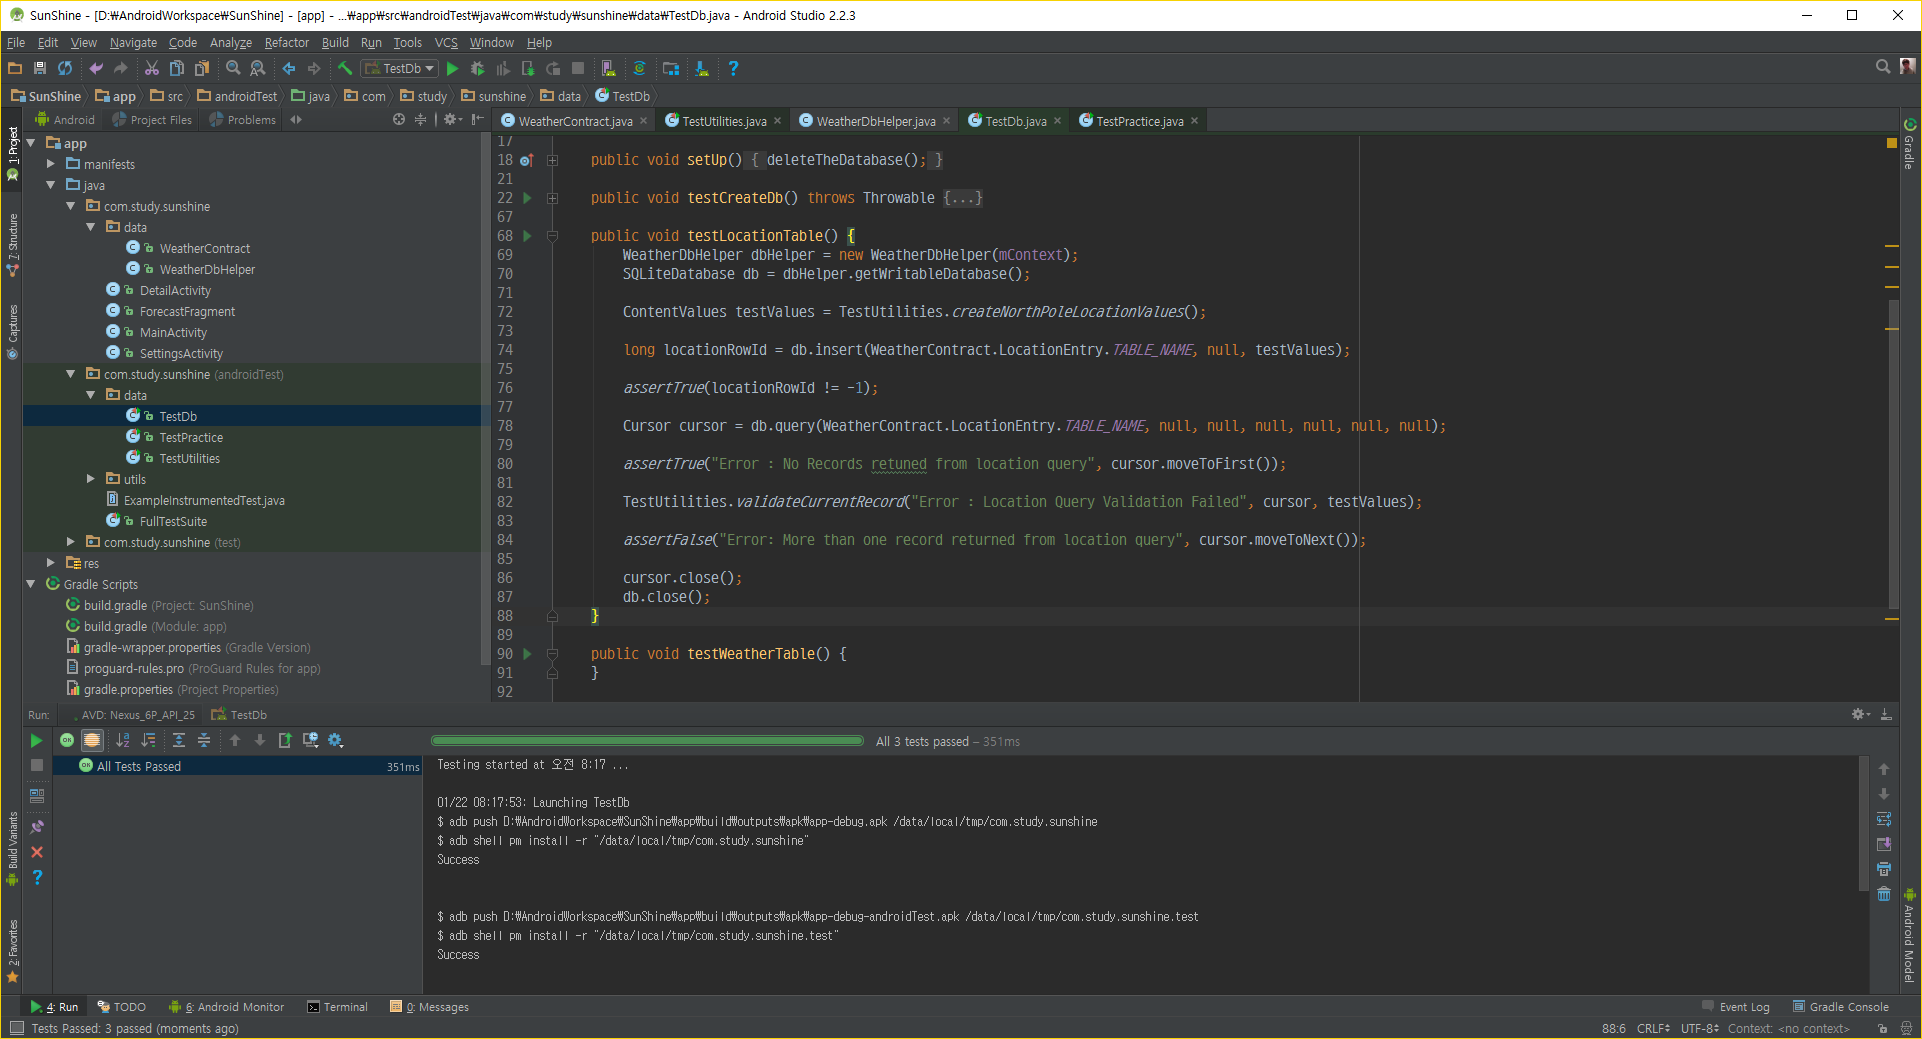 SunShine - [D:₩AndroidWorkspace₩SunShine] - [app] - ...₩app₩src₩androidTest₩java₩com₩study₩sunshine₩data₩TestDb.java - Android Studio 2.2.3
File Edit View Navigate Code Analyze Refactor Build Run Tools VCS Window Help
TestDb
SunShine app src androidTest java com study sunshine data TestDb
Android Project Files Problems
WeatherContract.java TestUtilities.java WeatherDbHelper.java TestDb.java TestPractice.java
1: Project
7: Structure
Captures
Build Variants
2: Favorites
app
manifests
java
com.study.sunshine
data
WeatherContract
WeatherDbHelper
DetailActivity
ForecastFragment
MainActivity
SettingsActivity
com.study.sunshine (androidTest)
data
TestDb
TestPractice
TestUtilities
utils
ExampleInstrumentedTest.java
FullTestSuite
com.study.sunshine (test)
res
Gradle Scripts
build.gradle (Project: SunShine)
build.gradle (Module: app)
gradle-wrapper.properties (Gradle Version)
proguard-rules.pro (ProGuard Rules for app)
gradle.properties (Project Properties)
17
18 public void setUp() { deleteTheDatabase(); }
21
22 public void testCreateDb() throws Throwable {...}
67
68 public void testLocationTable() {
69 WeatherDbHelper dbHelper = new WeatherDbHelper(mContext);
70 SQLiteDatabase db = dbHelper.getWritableDatabase();
71
72 ContentValues testValues = TestUtilities.createNorthPoleLocationValues();
73
74 long locationRowId = db.insert(WeatherContract.LocationEntry.TABLE_NAME, null, testValues);
75
76 assertTrue(locationRowId != -1);
77
78 Cursor cursor = db.query(WeatherContract.LocationEntry.TABLE_NAME, null, null, null, null, null, null);
79
80 assertTrue("Error : No Records retuned from location query", cursor.moveToFirst());
81
82 TestUtilities.validateCurrentRecord("Error : Location Query Validation Failed", cursor, testValues);
83
84 assertFalse("Error: More than one record returned from location query", cursor.moveToNext());
85
86 cursor.close();
87 db.close();
88 }
89
90 public void testWeatherTable() {
91 }
92
Gradle
Android Model
Run: AVD: Nexus_6P_API_25 TestDb
All 3 tests passed – 351ms
All Tests Passed 351ms
Testing started at 오전 8:17 ...
01/22 08:17:53: Launching TestDb
$ adb push D:₩AndroidWorkspace₩SunShine₩app₩build₩outputs₩apk₩app-debug.apk /data/local/tmp/com.study.sunshine
$ adb shell pm install -r "/data/local/tmp/com.study.sunshine"
Success
$ adb push D:₩AndroidWorkspace₩SunShine₩app₩build₩outputs₩apk₩app-debug-androidTest.apk /data/local/tmp/com.study.sunshine.test
$ adb shell pm install -r "/data/local/tmp/com.study.sunshine.test"
Success
4: Run TODO 6: Android Monitor Terminal 0: Messages Event Log Gradle Console
Tests Passed: 3 passed (moments ago) 88:6 CRLF UTF-8 Context: <no context>